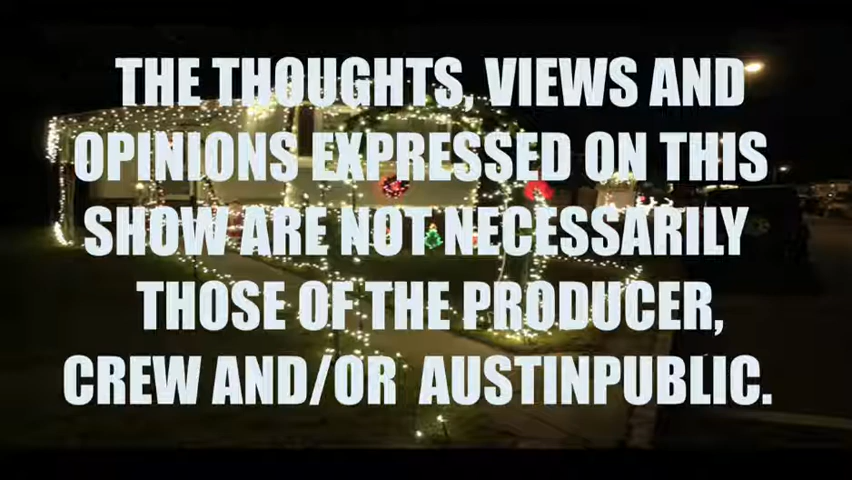 THE THOUGHTS, VIEWS AND
OPINIONS EXPRESSED ON THIS
SHOW ARE NOT NECESSARILY
THOSE OF THE PRODUCER,
CREW AND/OR AUSTINPUBLIC.